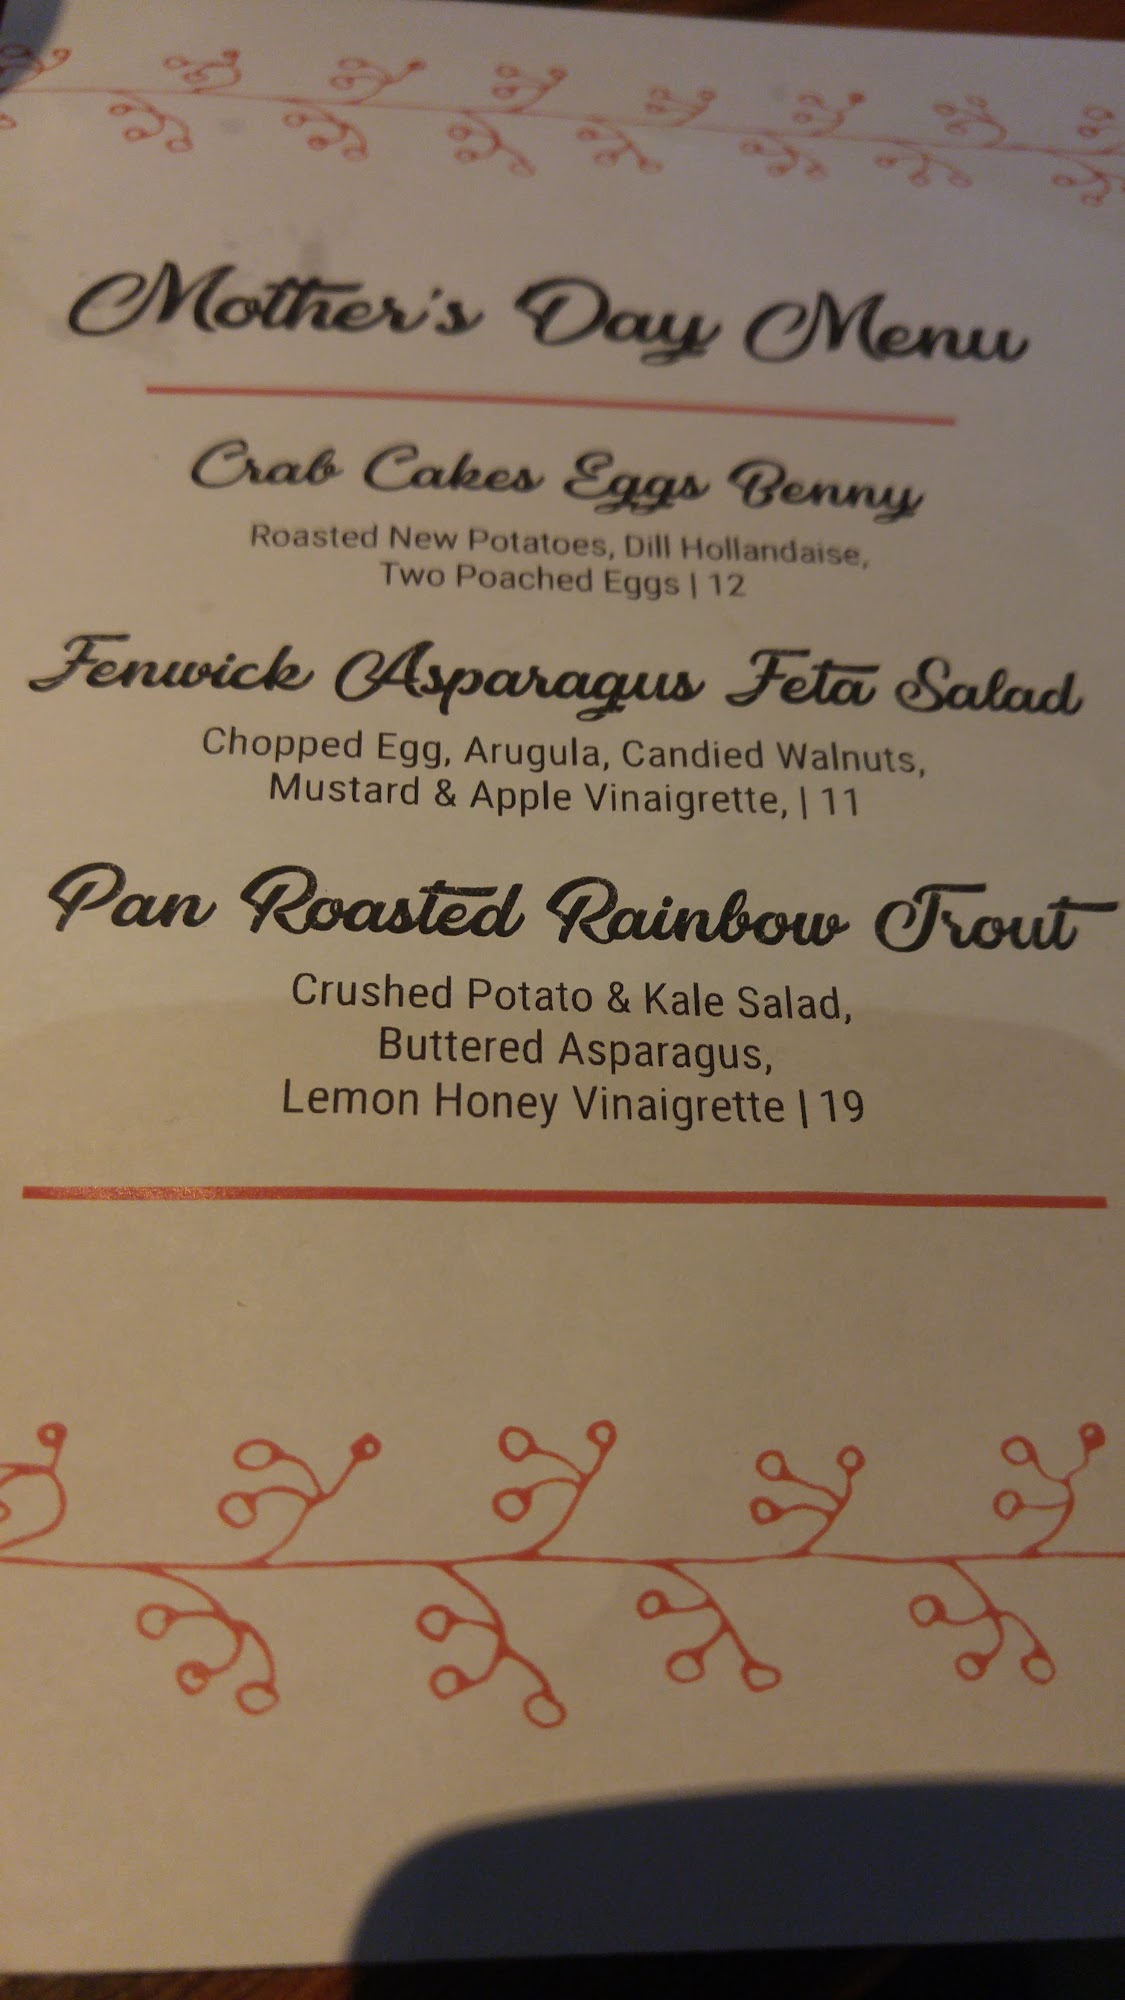 Mother's Day Menu
Crab Cakes Eggs Benny
Roasted New Potatoes, Dill Hollandaise,
Two Poached Eggs | 12
Fenwick Asparagus Feta Salad
Chopped Egg, Arugula, Candied Walnuts,
Mustard & Apple Vinaigrette, | 11
Pan Roasted Rainbow Trout
Crushed Potato & Kale Salad,
Buttered Asparagus,
Lemon Honey Vinaigrette | 19